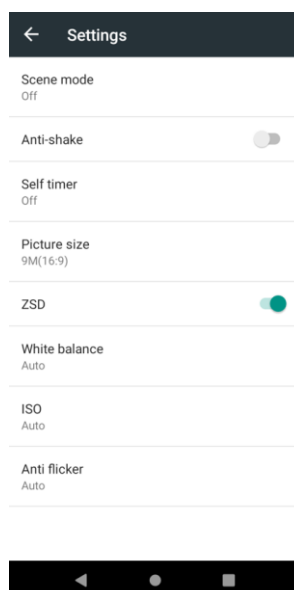 Settings
Scene mode
Off
Anti-shake
Self timer
Off
Picture size
9M(16:9)
ZSD
White balance
Auto
ISO
Auto
Anti flicker
Auto